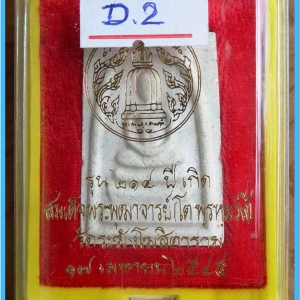 D.2
รุ่น ๒๑๔ ปี เกิด
สมเด็จพระพุฒาจารย์(โต พรหมรังสี)
วัดระฆังโฆสิตาราม
๑๗ เมษายน ๒๕๔๕